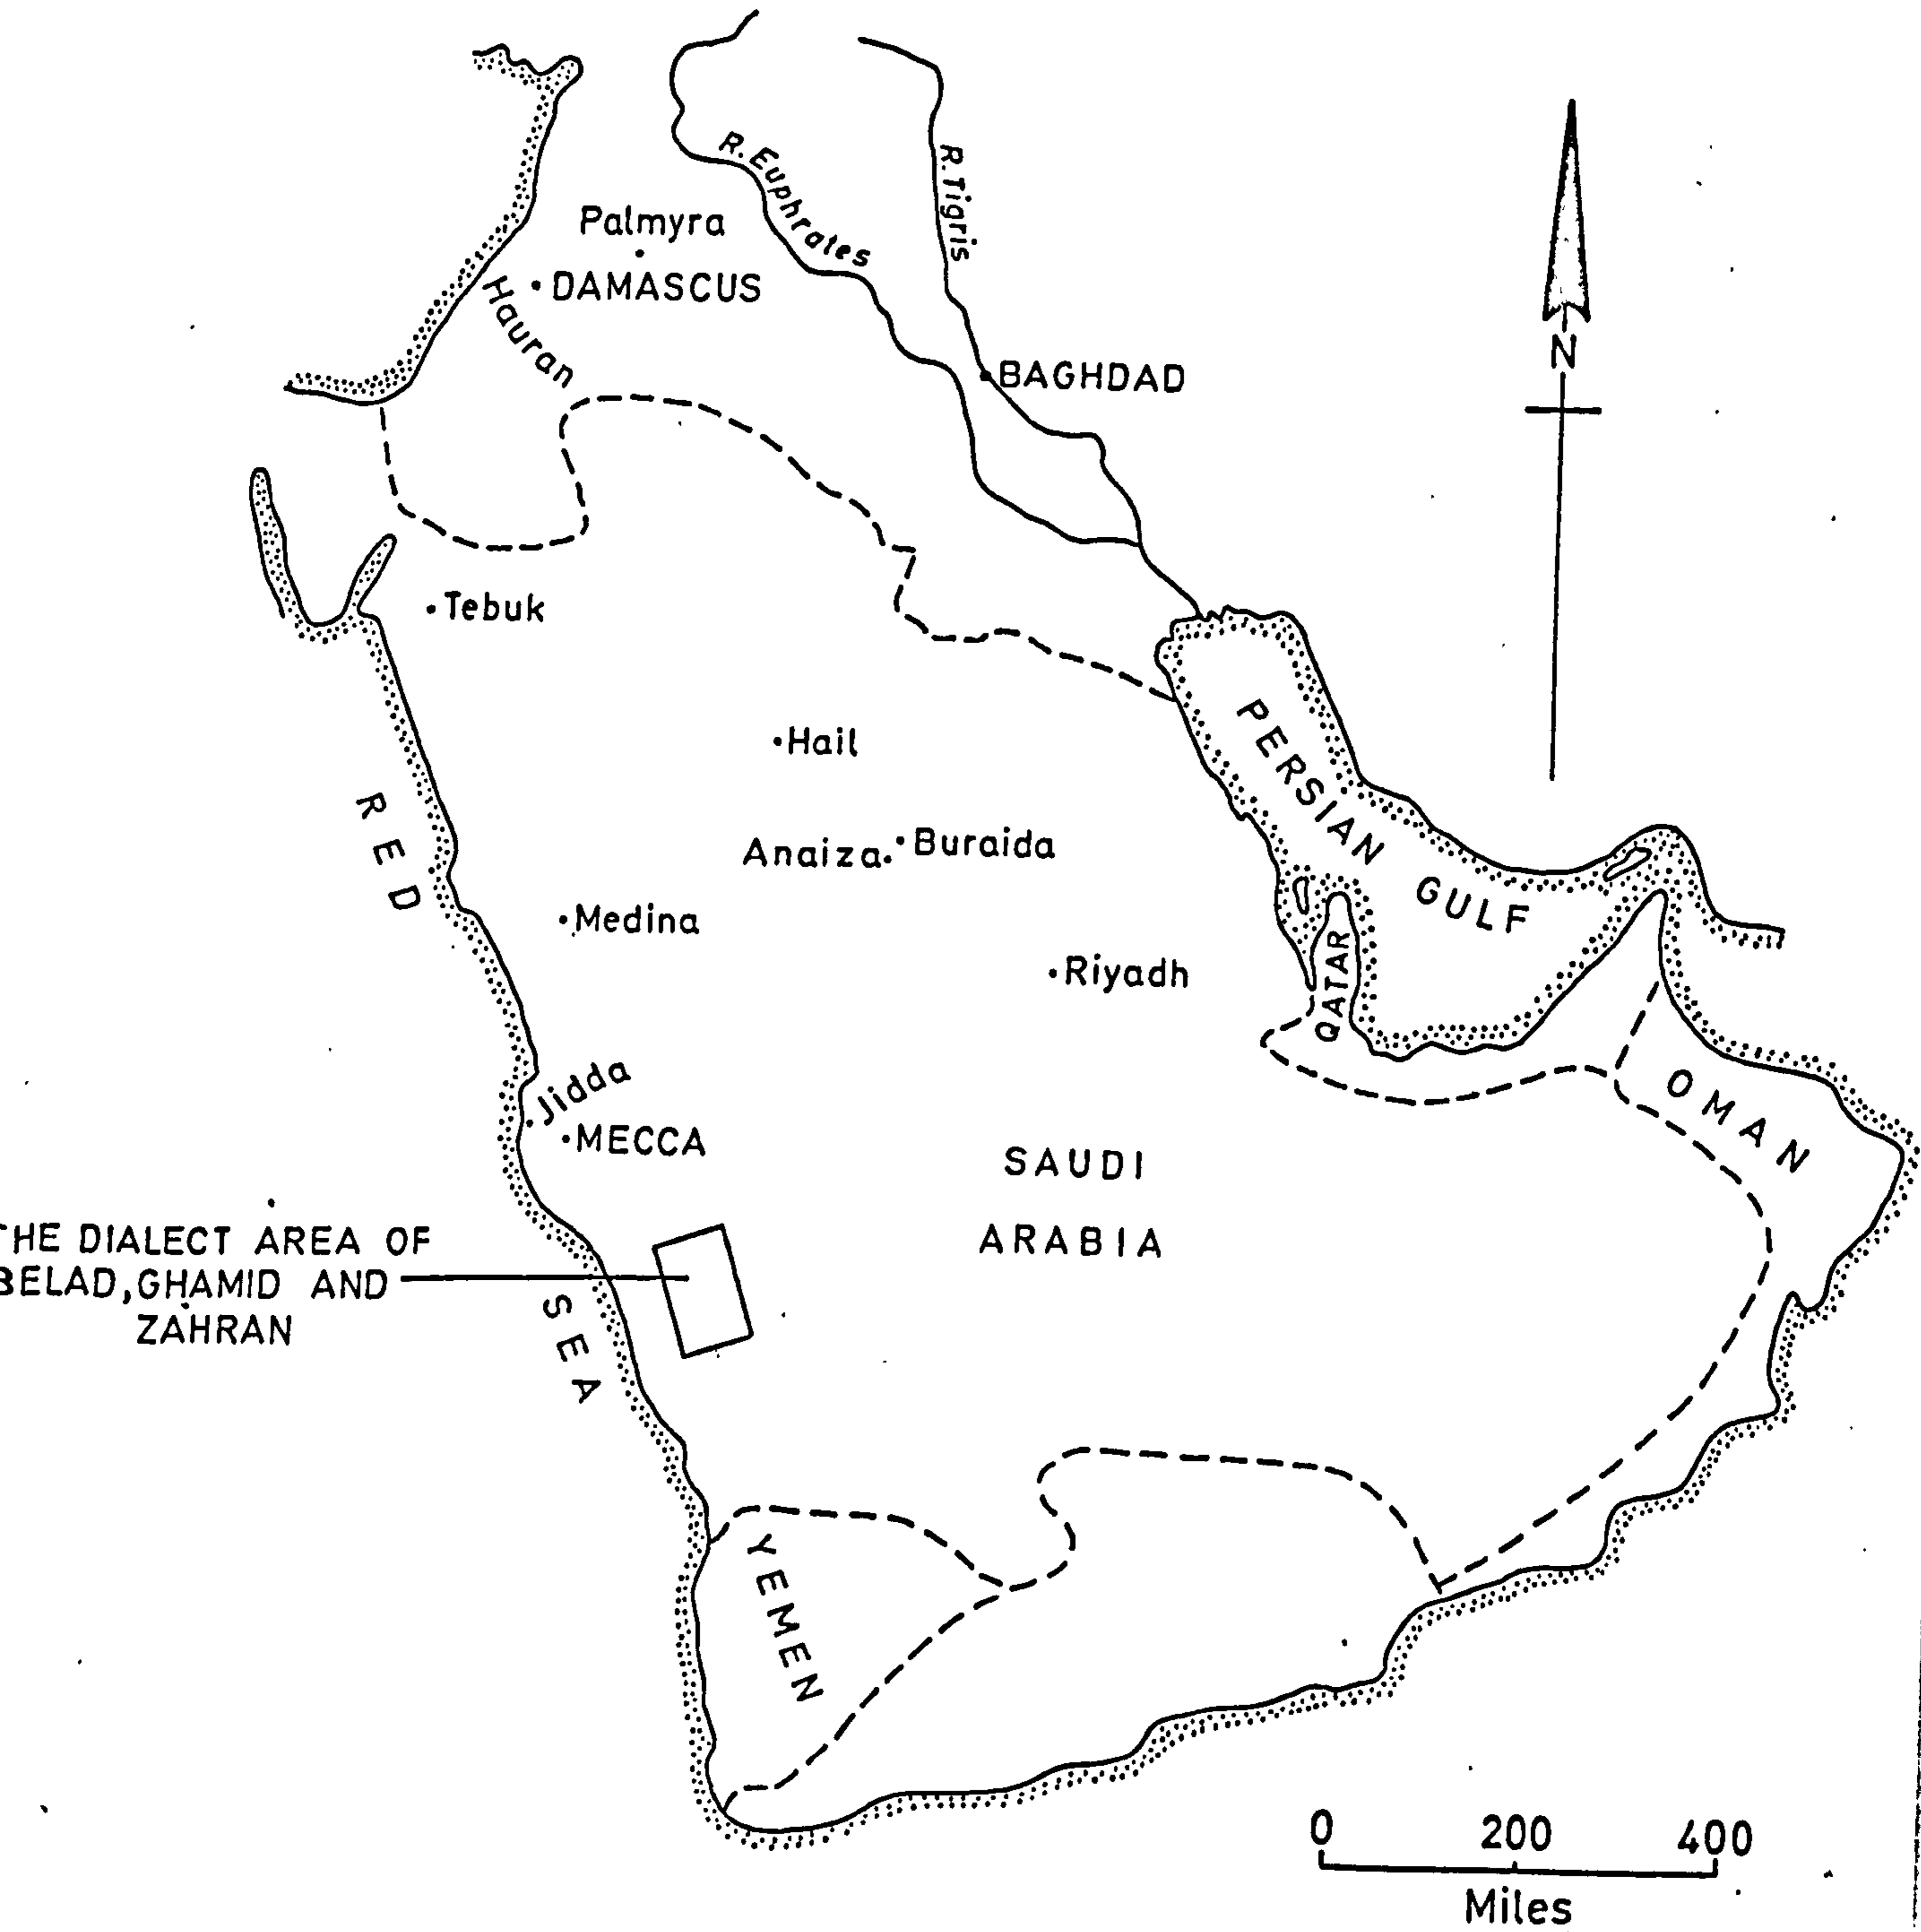 R. Euphrates
R. Tigris
Palmyra
DAMASCUS
Hauran
BAGHDAD
N
Tebuk
Hail
PERSIAN
GULF
RED
SEA
Anaiza
Buraida
Medina
Riyadh
QATAR
OMAN
Jidda
MECCA
SAUDI
ARABIA
HE DIALECT AREA OF
BELAD, GHAMID AND
ZAHRAN
YEMEN
0 200 400
Miles